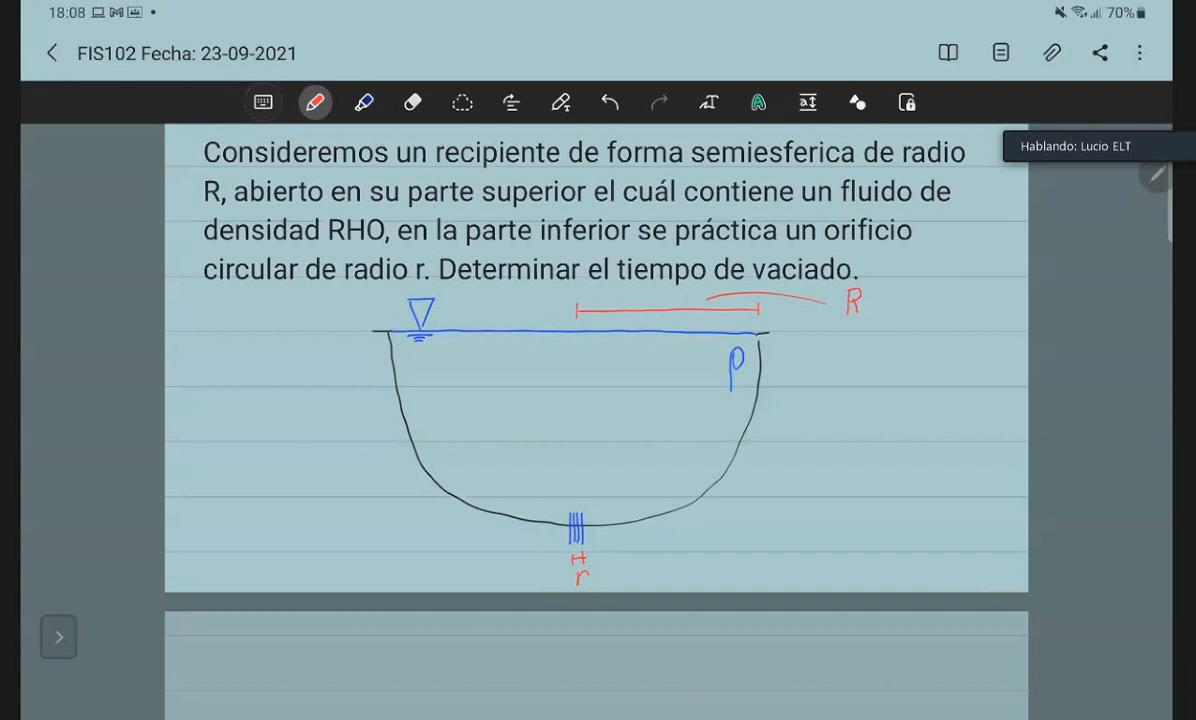 18:08
70%
FIS102 Fecha: 23-09-2021
Hablando: Lucio ELT
Consideremos un recipiente de forma semiesferica de radio
R, abierto en su parte superior el cuál contiene un fluido de
densidad RHO, en la parte inferior se práctica un orificio
circular de radio r. Determinar el tiempo de vaciado.
R
ρ
r